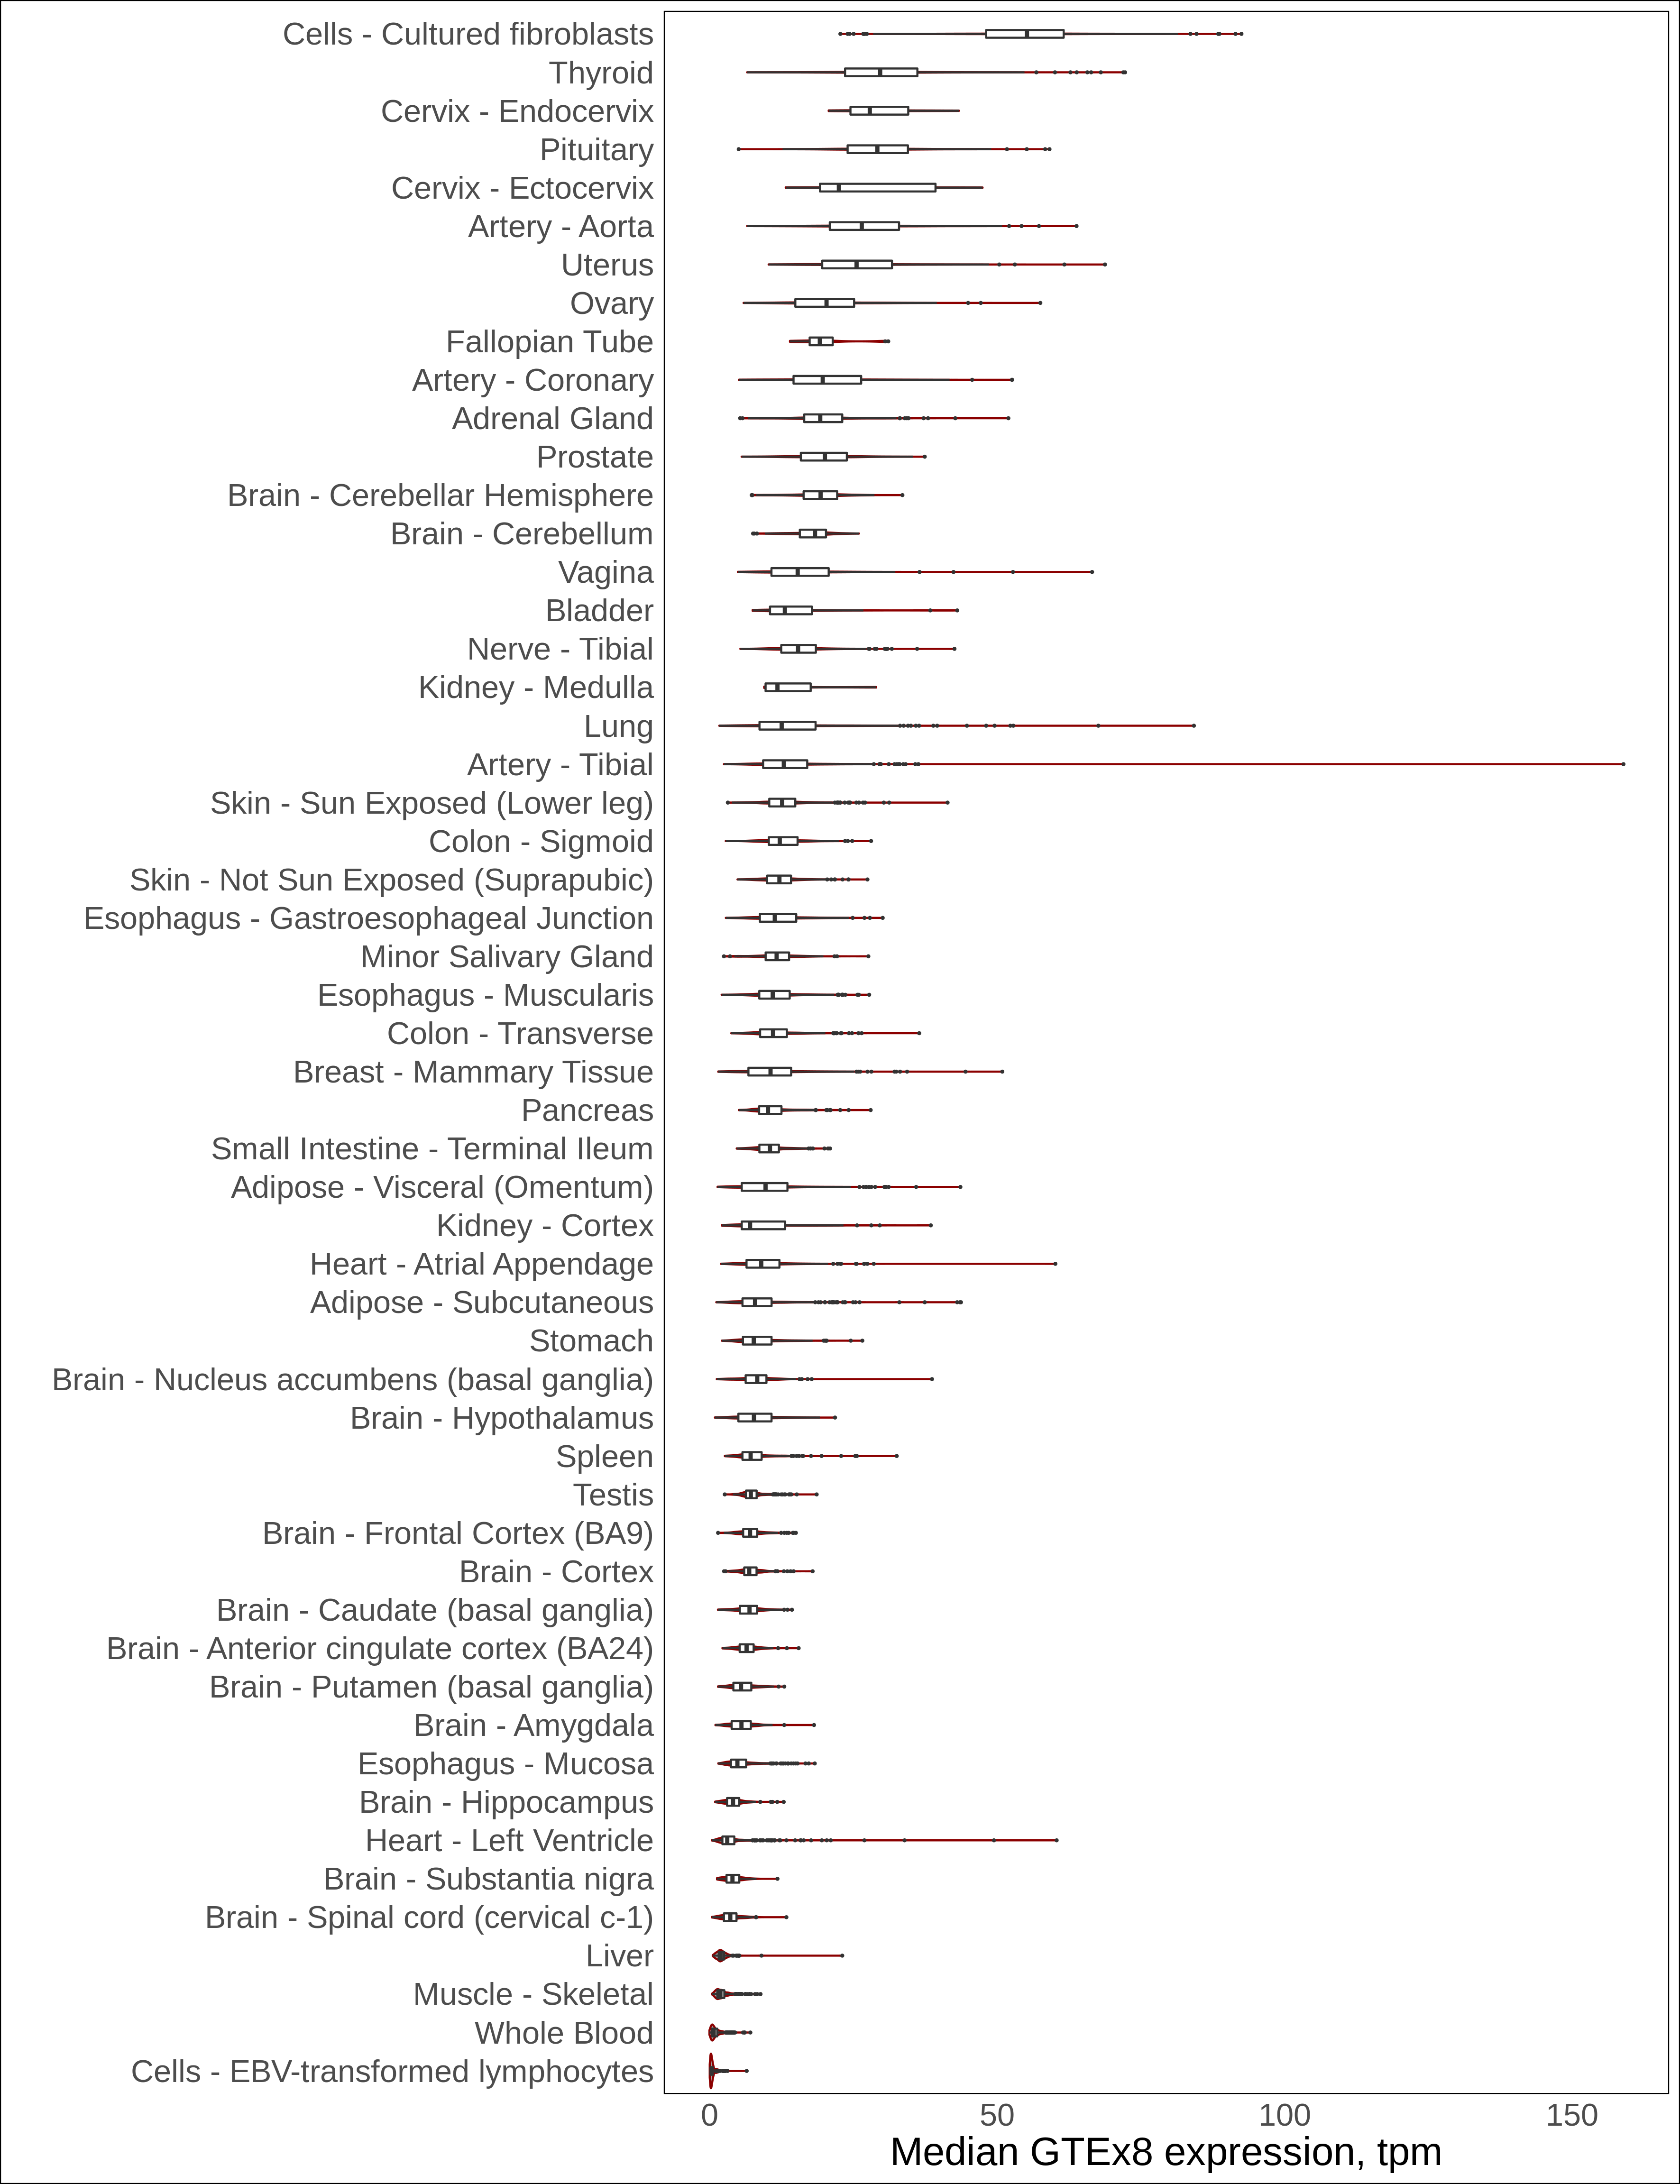 Cells - Cultured fibroblasts
Thyroid
Cervix - Endocervix
Pituitary
Cervix - Ectocervix
Artery - Aorta
Uterus
Ovary
Fallopian Tube
Artery - Coronary
Adrenal Gland
Prostate
Brain - Cerebellar Hemisphere
Brain - Cerebellum
Vagina
Bladder
Nerve - Tibial
Kidney - Medulla
Lung
Artery - Tibial
Skin - Sun Exposed (Lower leg)
Colon - Sigmoid
Skin - Not Sun Exposed (Suprapubic)
Esophagus - Gastroesophageal Junction
Minor Salivary Gland
Esophagus - Muscularis
Colon - Transverse
Breast - Mammary Tissue
Pancreas
Small Intestine - Terminal Ileum
Adipose - Visceral (Omentum)
Kidney - Cortex
Heart - Atrial Appendage
Adipose - Subcutaneous
Stomach
Brain - Nucleus accumbens (basal ganglia)
Brain - Hypothalamus
Spleen
Testis
Brain - Frontal Cortex (BA9)
Brain - Cortex
Brain - Caudate (basal ganglia)
Brain - Anterior cingulate cortex (BA24)
Brain - Putamen (basal ganglia)
Brain - Amygdala
Esophagus - Mucosa
Brain - Hippocampus
Heart - Left Ventricle
Brain - Substantia nigra
Brain - Spinal cord (cervical c-1)
Liver
Muscle - Skeletal
Whole Blood
Cells - EBV-transformed lymphocytes
0 50 100 150
Median GTEx8 expression, tpm